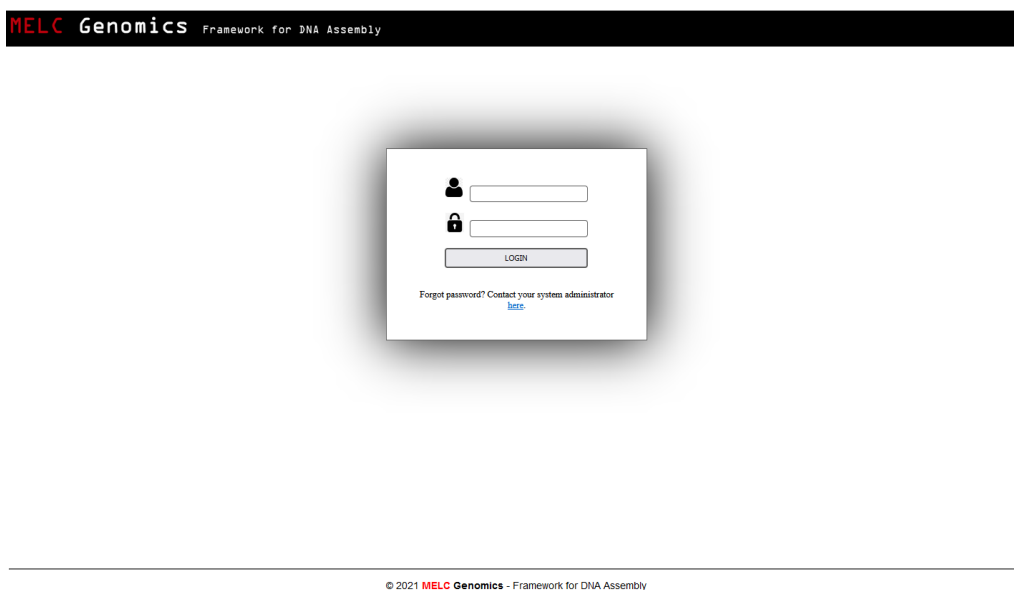 MELC Genomics Framework for DNA Assembly
LOGIN
Forgot password? Contact your system administrator
here.
© 2021 MELC Genomics - Framework for DNA Assembly